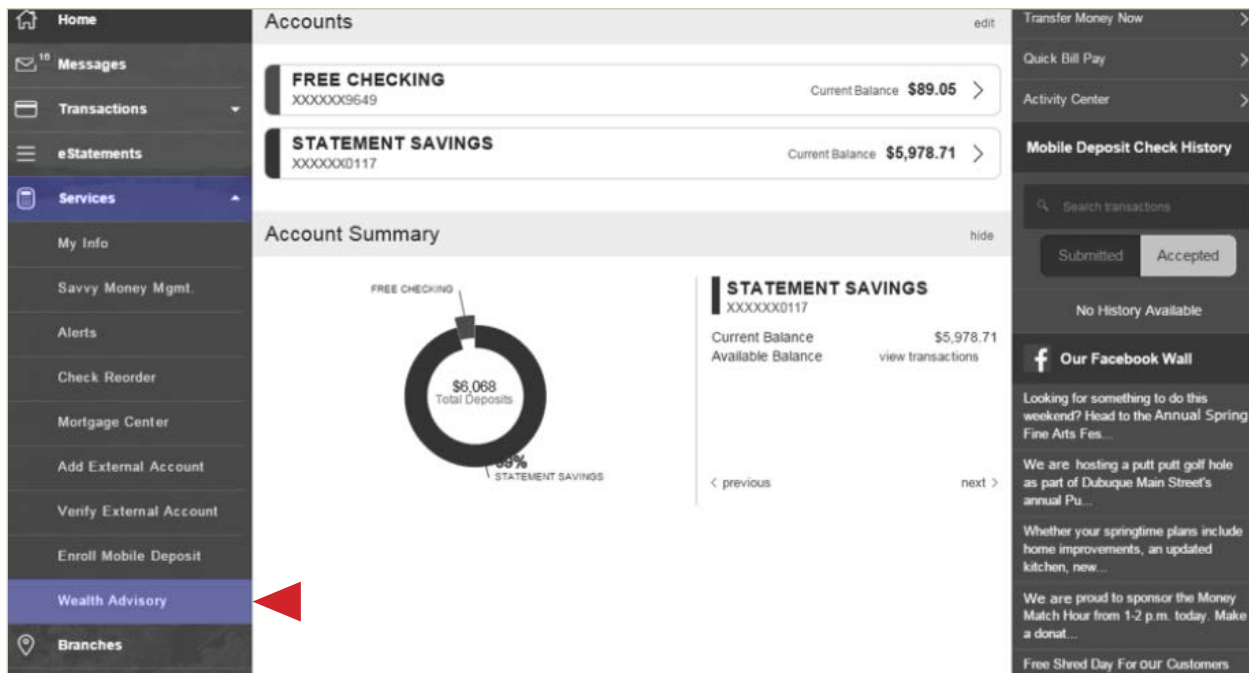 Home
16
Messages
Transactions
eStatements
Services
My Info
Savvy Money Mgmt.
Alerts
Check Reorder
Mortgage Center
Add External Account
Verify External Account
Enroll Mobile Deposit
Wealth Advisory
Branches
Accounts
edit
FREE CHECKING
XXXXXX9649
Current Balance $89.05
STATEMENT SAVINGS
XXXXXX0117
Current Balance $5,978.71
Account Summary
hide
FREE CHECKING
$6,068
Total Deposits
STATEMENT SAVINGS
STATEMENT SAVINGS
XXXXXX0117
Current Balance $5,978.71
Available Balance view transactions
< previous next >
Transfer Money Now
Quick Bill Pay
Activity Center
Mobile Deposit Check History
Search transactions
Submitted Accepted
No History Available
f Our Facebook Wall
Looking for something to do this
weekend? Head to the Annual Spring
Fine Arts Fes...
We are hosting a putt putt golf hole
as part of Dubuque Main Street's
annual Pu...
Whether your springtime plans include
home improvements, an updated
kitchen, new...
We are proud to sponsor the Money
Match Hour from 1-2 p.m. today. Make
a donat...
Free Shred Day For our Customers